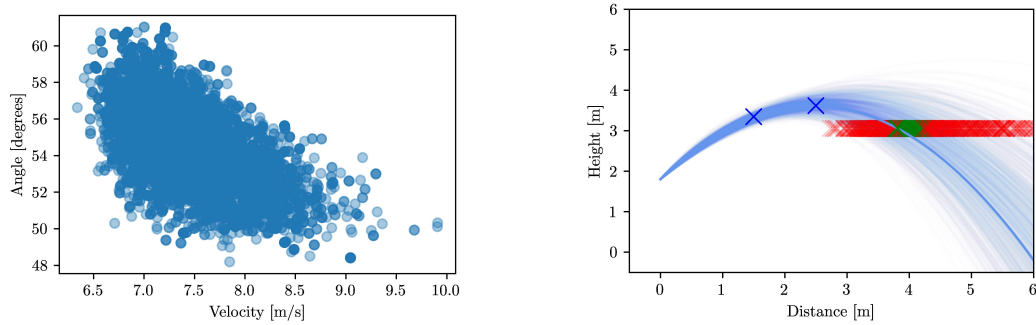 60
58
56
54
52
50
48
Angle [degrees]
6.5 7.0 7.5 8.0 8.5 9.0 9.5 10.0
Velocity [m/s]
6
5
4
3
2
1
0
Height [m]
0 1 2 3 4 5 6
Distance [m]